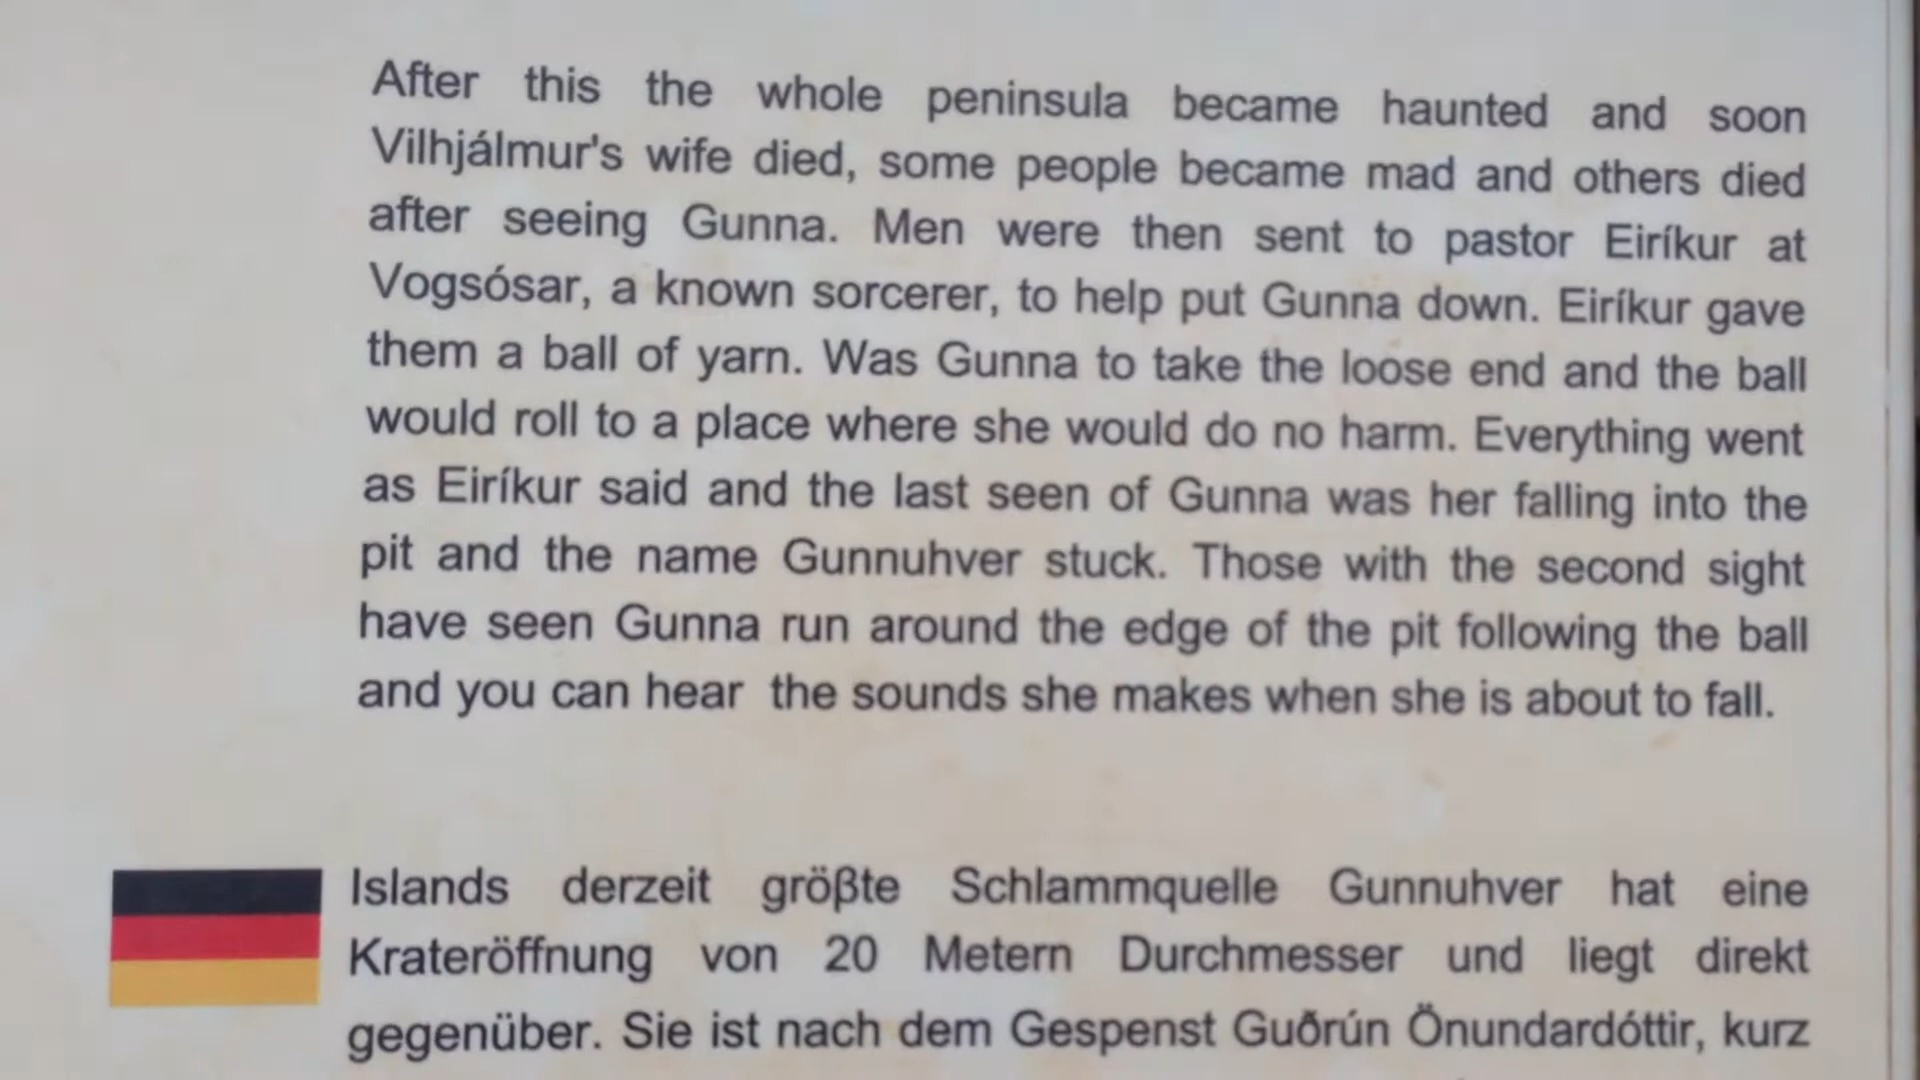 After this the whole peninsula became haunted and soon
Vilhjálmur's wife died, some people became mad and others died
after seeing Gunna. Men were then sent to pastor Eiríkur at
Vogsósar, a known sorcerer, to help put Gunna down. Eiríkur gave
them a ball of yarn. Was Gunna to take the loose end and the ball
would roll to a place where she would do no harm. Everything went
as Eiríkur said and the last seen of Gunna was her falling into the
pit and the name Gunnuhver stuck. Those with the second sight
have seen Gunna run around the edge of the pit following the ball
and you can hear the sounds she makes when she is about to fall.
Islands derzeit größte Schlammquelle Gunnuhver hat eine
Krateröffnung von 20 Metern Durchmesser und liegt direkt
gegenüber. Sie ist nach dem Gespenst Guðrún Önundardóttir, kurz